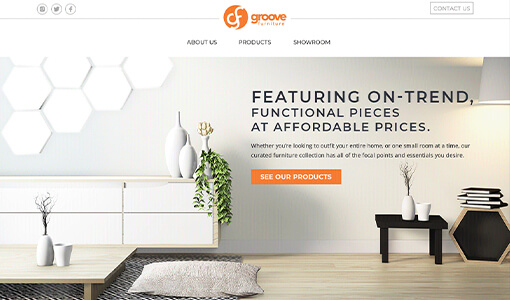 CONTACT US
gf groove
furniture
ABOUT US PRODUCTS SHOWROOM
FEATURING ON-TREND,
FUNCTIONAL PIECES
AT AFFORDABLE PRICES.
Whether you're looking to outfit your entire home, or one small room at a time, our
curated furniture collection has all of the focal points and essentials you desire.
SEE OUR PRODUCTS